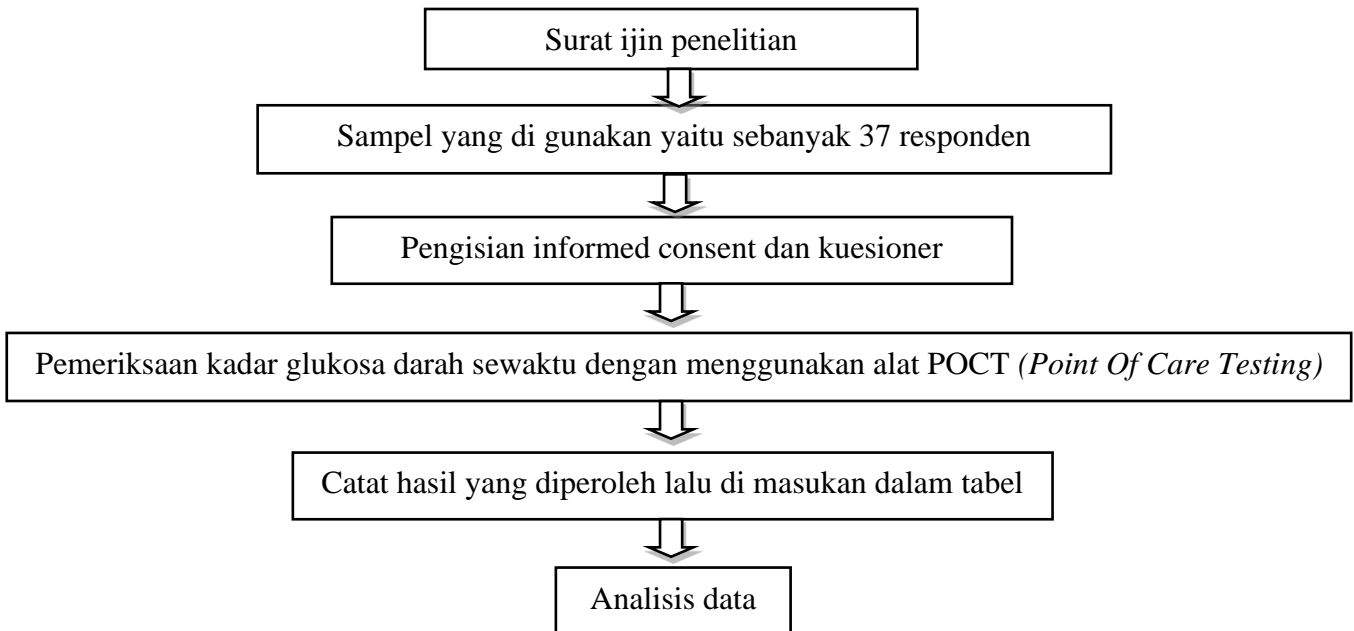 Surat ijin penelitian
Sampel yang di gunakan yaitu sebanyak 37 responden
Pengisian informed consent dan kuesioner
Pemeriksaan kadar glukosa darah sewaktu dengan menggunakan alat POCT (Point Of Care Testing)
Catat hasil yang diperoleh lalu di masukan dalam tabel
Analisis data